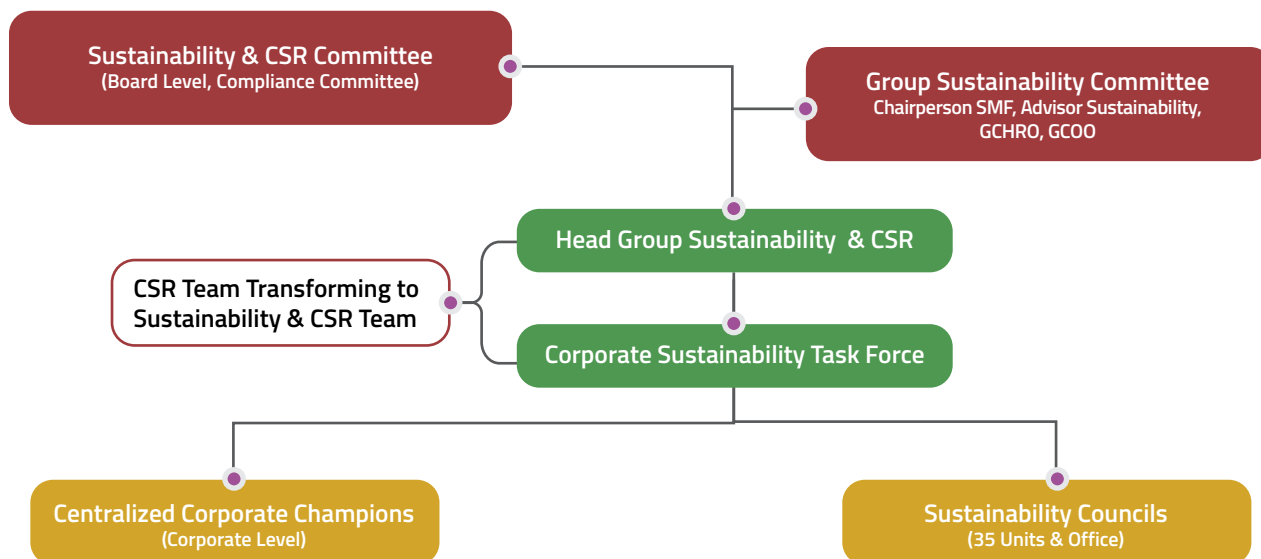 Sustainability & CSR Committee
(Board Level, Compliance Committee)
Group Sustainability Committee
Chairperson SMF, Advisor Sustainability,
GCHRO, GCOO
Head Group Sustainability & CSR
CSR Team Transforming to
Sustainability & CSR Team
Corporate Sustainability Task Force
Centralized Corporate Champions
(Corporate Level)
Sustainability Councils
(35 Units & Office)